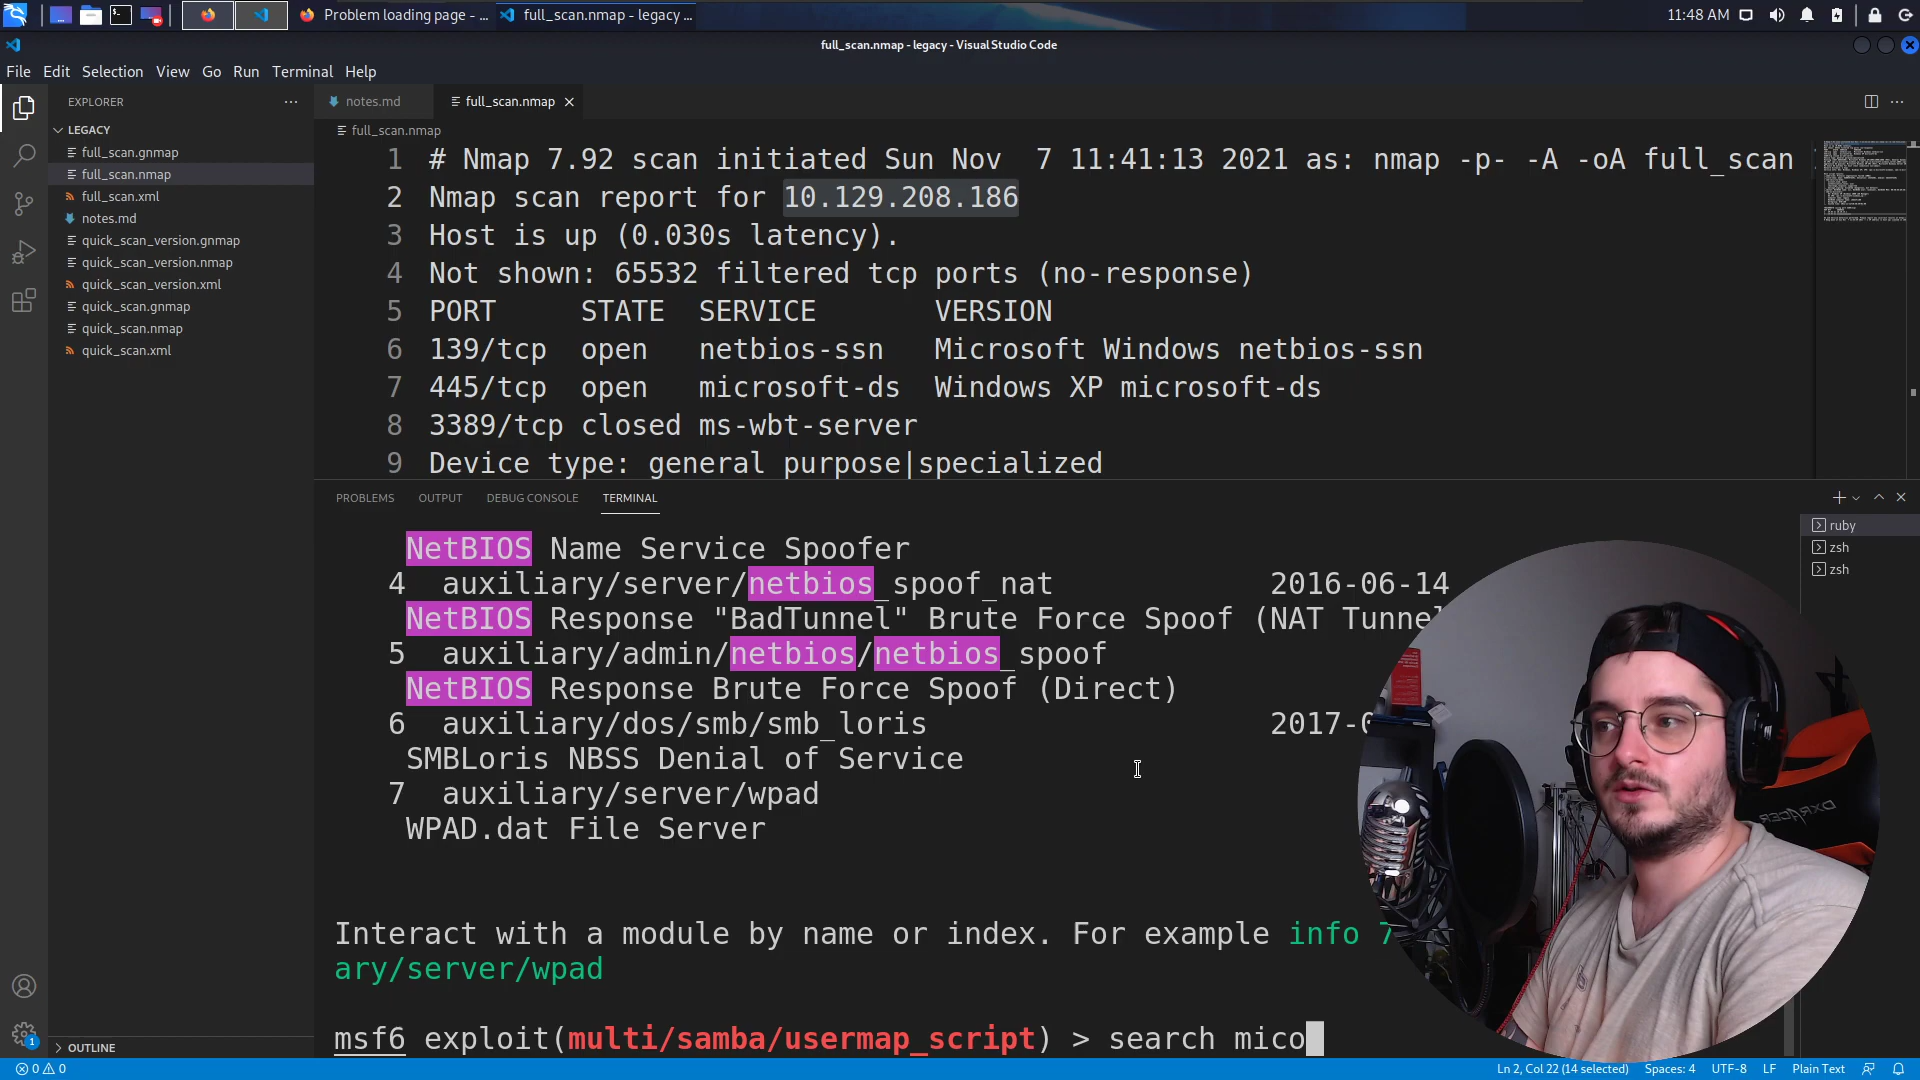 Problem loading page - ...
full_scan.nmap - legacy ...
11:48 AM
full_scan.nmap - legacy - Visual Studio Code
File Edit Selection View Go Run Terminal Help
EXPLORER
LEGACY
full_scan.gnmap
full_scan.nmap
full_scan.xml
notes.md
quick_scan_version.gnmap
quick_scan_version.nmap
quick_scan_version.xml
quick_scan.gnmap
quick_scan.nmap
quick_scan.xml
OUTLINE
notes.md
full_scan.nmap
full_scan.nmap
1 # Nmap 7.92 scan initiated Sun Nov  7 11:41:13 2021 as: nmap -p- -A -oA full_scan
2 Nmap scan report for 10.129.208.186
3 Host is up (0.030s latency).
4 Not shown: 65532 filtered tcp ports (no-response)
5 PORT     STATE  SERVICE       VERSION
6 139/tcp  open   netbios-ssn   Microsoft Windows netbios-ssn
7 445/tcp  open   microsoft-ds  Windows XP microsoft-ds
8 3389/tcp closed ms-wbt-server
9 Device type: general purpose|specialized
PROBLEMS OUTPUT DEBUG CONSOLE TERMINAL
ruby
zsh
zsh
NetBIOS Name Service Spoofer
4  auxiliary/server/netbios_spoof_nat 2016-06-14
NetBIOS Response "BadTunnel" Brute Force Spoof (NAT Tunnel
5  auxiliary/admin/netbios/netbios_spoof
NetBIOS Response Brute Force Spoof (Direct)
6  auxiliary/dos/smb/smb_loris 2017-
SMBLoris NBSS Denial of Service
7  auxiliary/server/wpad
WPAD.dat File Server
Interact with a module by name or index. For example info 7
ary/server/wpad
msf6 exploit(multi/samba/usermap_script) > search mico
DXRACER
1
0 0
Ln 2, Col 22 (14 selected) Spaces: 4 UTF-8 LF Plain Text